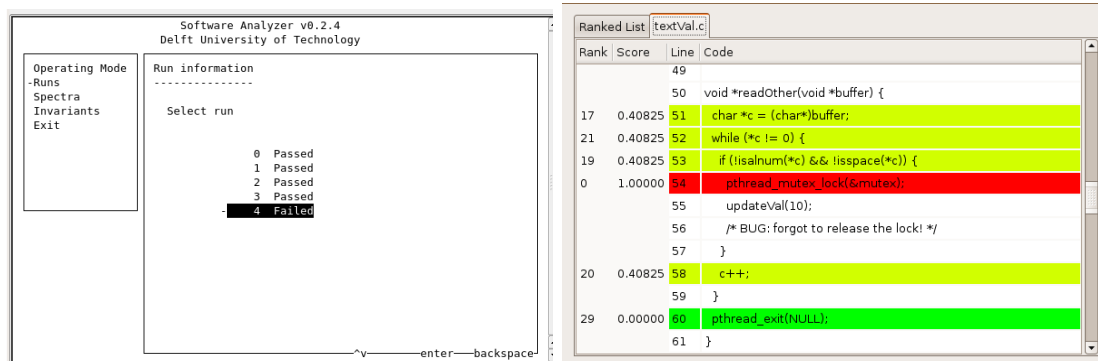 Software Analyzer v0.2.4
Delft University of Technology
Operating Mode
-Runs
Spectra
Invariants
Exit
Run information
---------------
Select run
0 Passed
1 Passed
2 Passed
3 Passed
- 4 Failed
^v enter backspace
Ranked List textVal.c
Rank Score Line Code
49
50 void *readOther(void *buffer) {
17 0.40825 51 char *c = (char*)buffer;
21 0.40825 52 while (*c != 0) {
19 0.40825 53 if (!isalnum(*c) && !isspace(*c)) {
0 1.00000 54 pthread_mutex_lock(&mutex);
55 updateVal(10);
56 /* BUG: forgot to release the lock! */
57 }
20 0.40825 58 c++;
59 }
29 0.00000 60 pthread_exit(NULL);
61 }